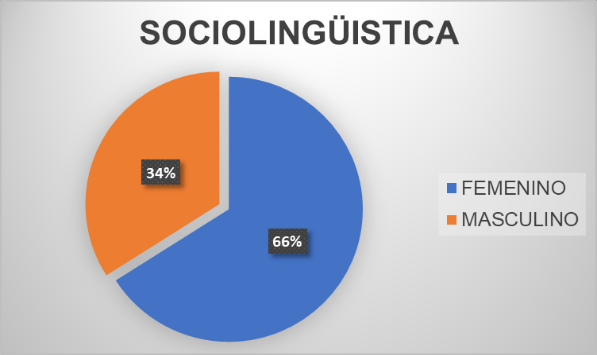 SOCIOLINGÜISTICA
34%
66%
FEMENINO
MASCULINO